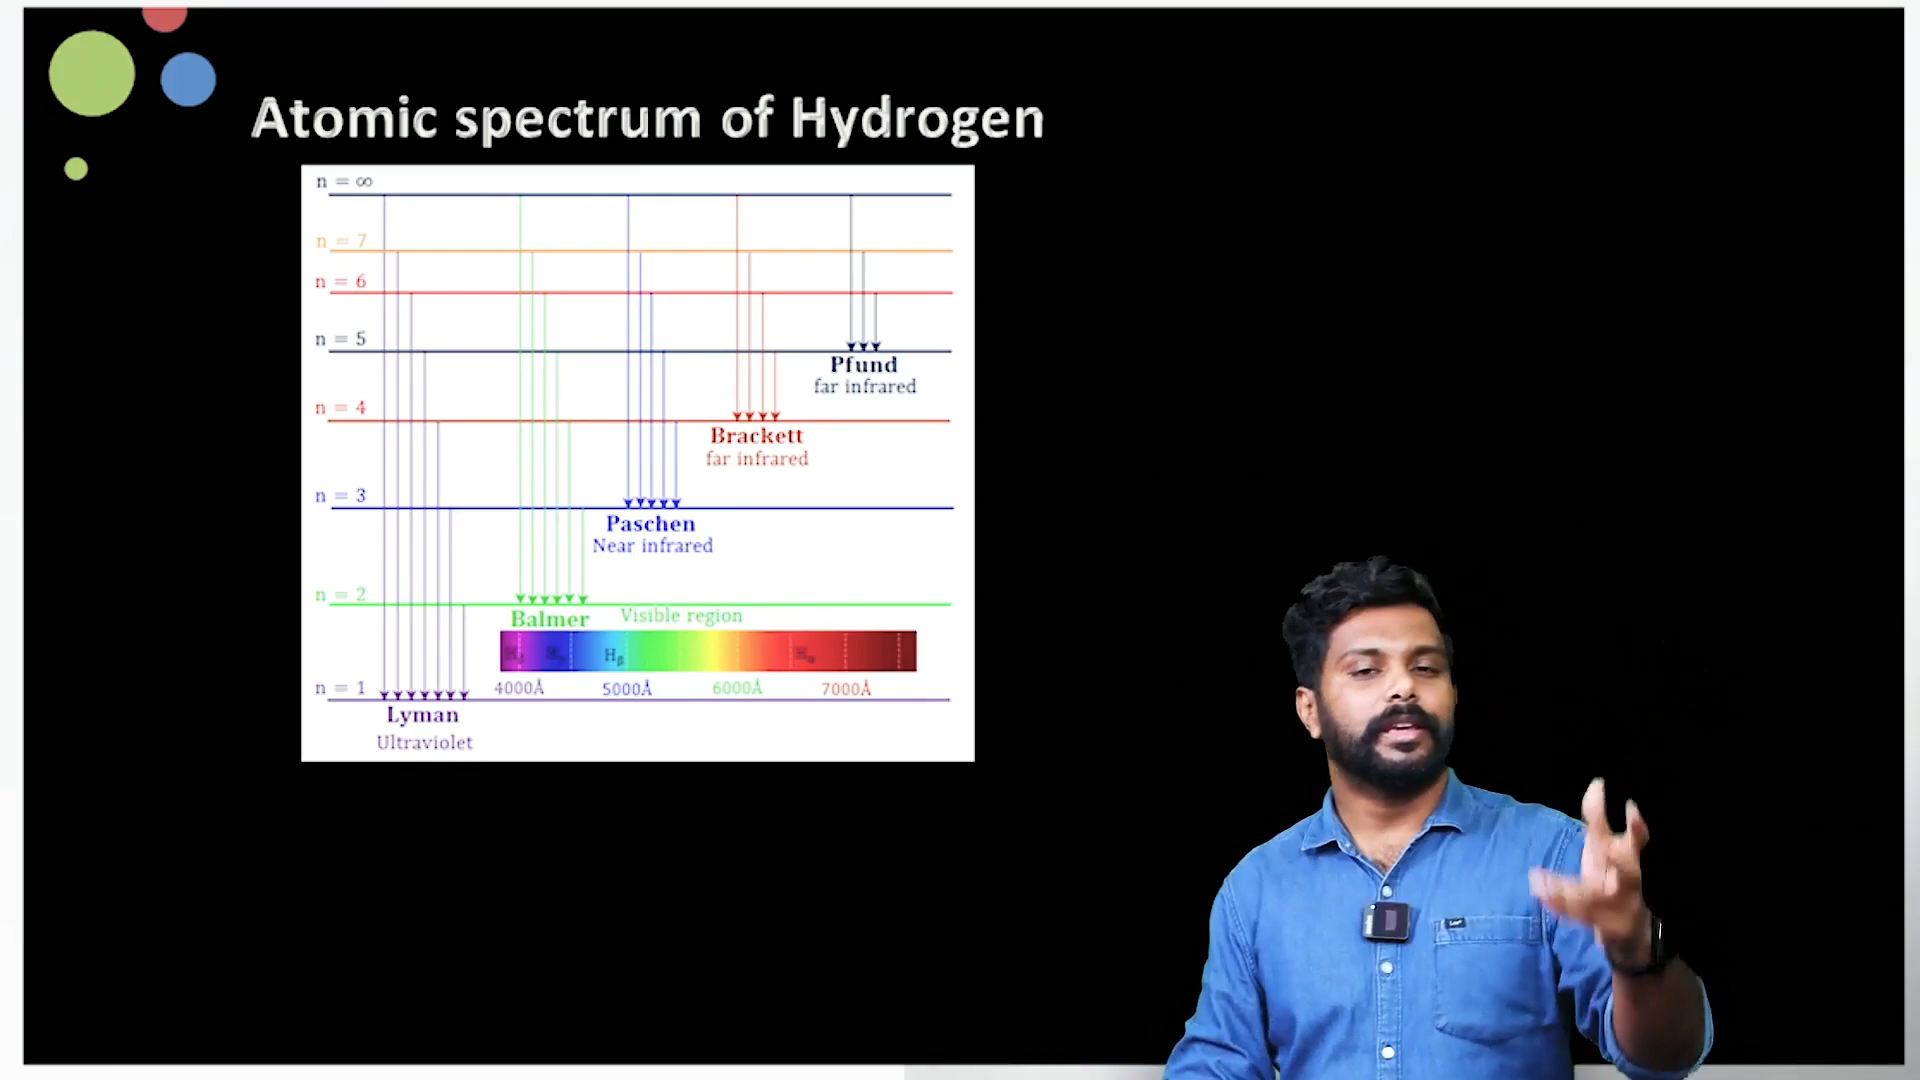 Atomic spectrum of Hydrogen
n = ∞
n = 7
n = 6
n = 5
Pfund
far infrared
n = 4
Brackett
far infrared
n = 3
Paschen
Near infrared
n = 2
Balmer Visible region
Hβ Hα
n = 1 4000Å 5000Å 6000Å 7000Å
Lyman
Ultraviolet